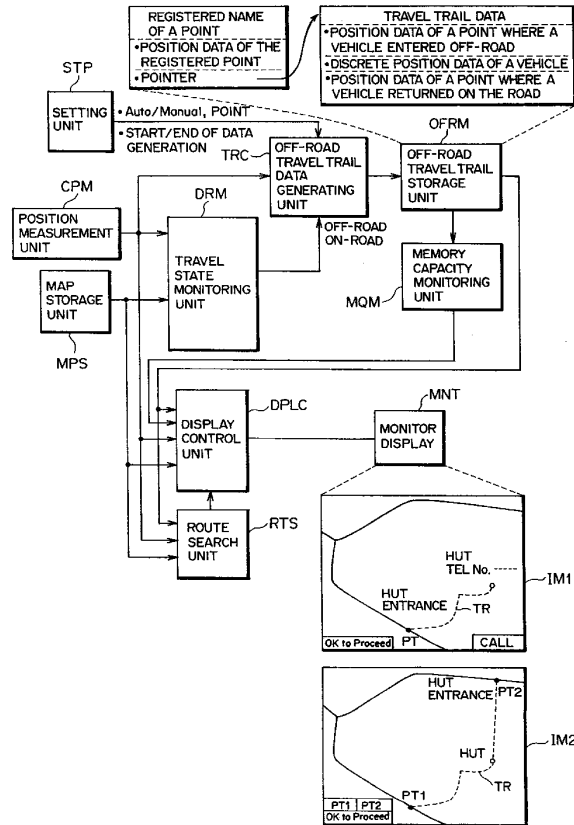 REGISTERED NAME
OF A POINT
•POSITION DATA OF THE
REGISTERED POINT
•POINTER
TRAVEL TRAIL DATA
•POSITION DATA OF A POINT WHERE A
VEHICLE ENTERED OFF-ROAD
•DISCRETE POSITION DATA OF A VEHICLE
•POSITION DATA OF A POINT WHERE A
VEHICLE RETURNED ON THE ROAD
STP
SETTING
UNIT
• Auto/Manual, POINT
• START/END OF DATA
GENERATION
TRC
OFF-ROAD
TRAVEL TRAIL
DATA
GENERATING
UNIT
OFRM
OFF-ROAD
TRAVEL TRAIL
STORAGE
UNIT
CPM
POSITION
MEASUREMENT
UNIT
DRM
TRAVEL
STATE
MONITORING
UNIT
OFF-ROAD
ON-ROAD
MAP
STORAGE
UNIT
MPS
MEMORY
CAPACITY
MONITORING
UNIT
MQM
DPLC
DISPLAY
CONTROL
UNIT
MNT
MONITOR
DISPLAY
ROUTE
SEARCH
UNIT
RTS
HUT
TEL No.
HUT
ENTRANCE
TR
IM1
OK to Proceed
PT
CALL
HUT
ENTRANCE
PT2
HUT
IM2
PT1
TR
PT1 PT2
OK to Proceed